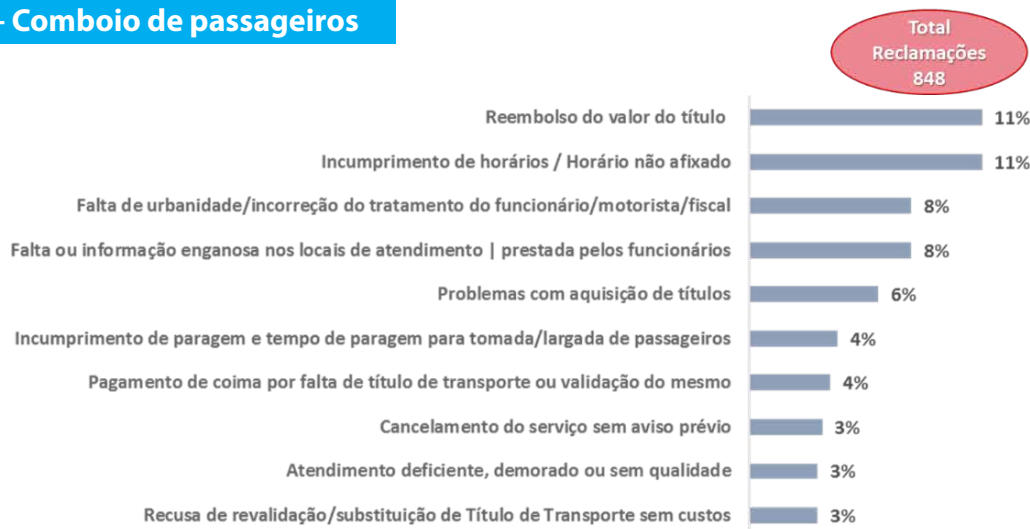 - Comboio de passageiros
Total
Reclamações
848
Reembolso do valor do título 11%
Incumprimento de horários / Horário não afixado 11%
Falta de urbanidade/incorreção do tratamento do funcionário/motorista/fiscal 8%
Falta ou informação enganosa nos locais de atendimento | prestada pelos funcionários 8%
Problemas com aquisição de títulos 6%
Incumprimento de paragem e tempo de paragem para tomada/largada de passageiros 4%
Pagamento de coima por falta de título de transporte ou validação do mesmo 4%
Cancelamento do serviço sem aviso prévio 3%
Atendimento deficiente, demorado ou sem qualidade 3%
Recusa de revalidação/substituição de Título de Transporte sem custos 3%